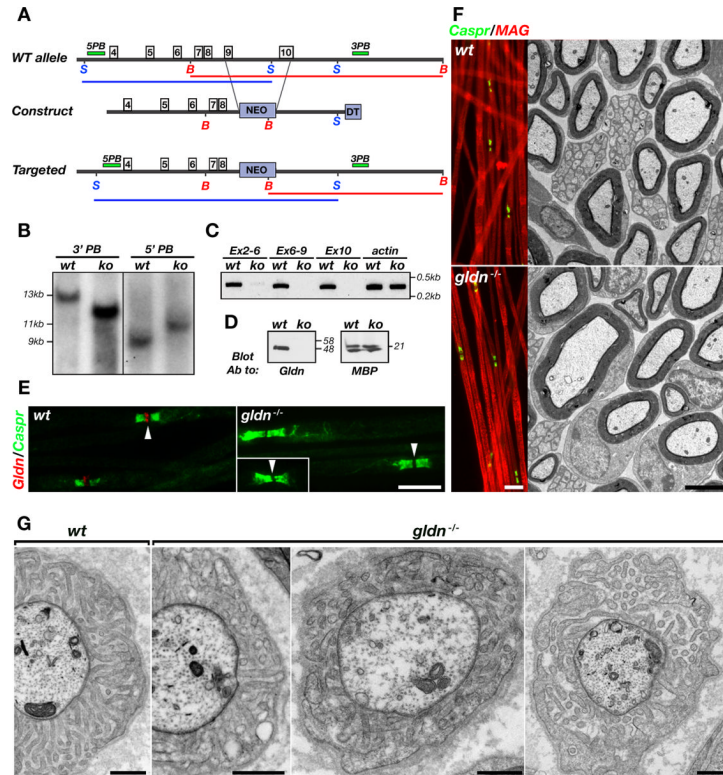 A
5PB 4 5 6 7 8 9 10 3PB
WT allele
S B S S B
Construct
4 5 6 7 8 NEO DT
B B S
Targeted
5PB 4 5 6 7 8 NEO 3PB
S B B S B
B
3' PB 5' PB
wt ko wt ko
13kb
11kb
9kb
C
Ex2-6 Ex6-9 Ex10 actin
wt ko wt ko wt ko wt ko
0.5kb
0.2kb
D
wt ko wt ko
58
48
21
Blot
Ab to: Gldn MBP
E
Gldn/Caspr
wt
gldn-/-
F
Caspr/MAG
wt
gldn-/-
G
wt gldn-/-